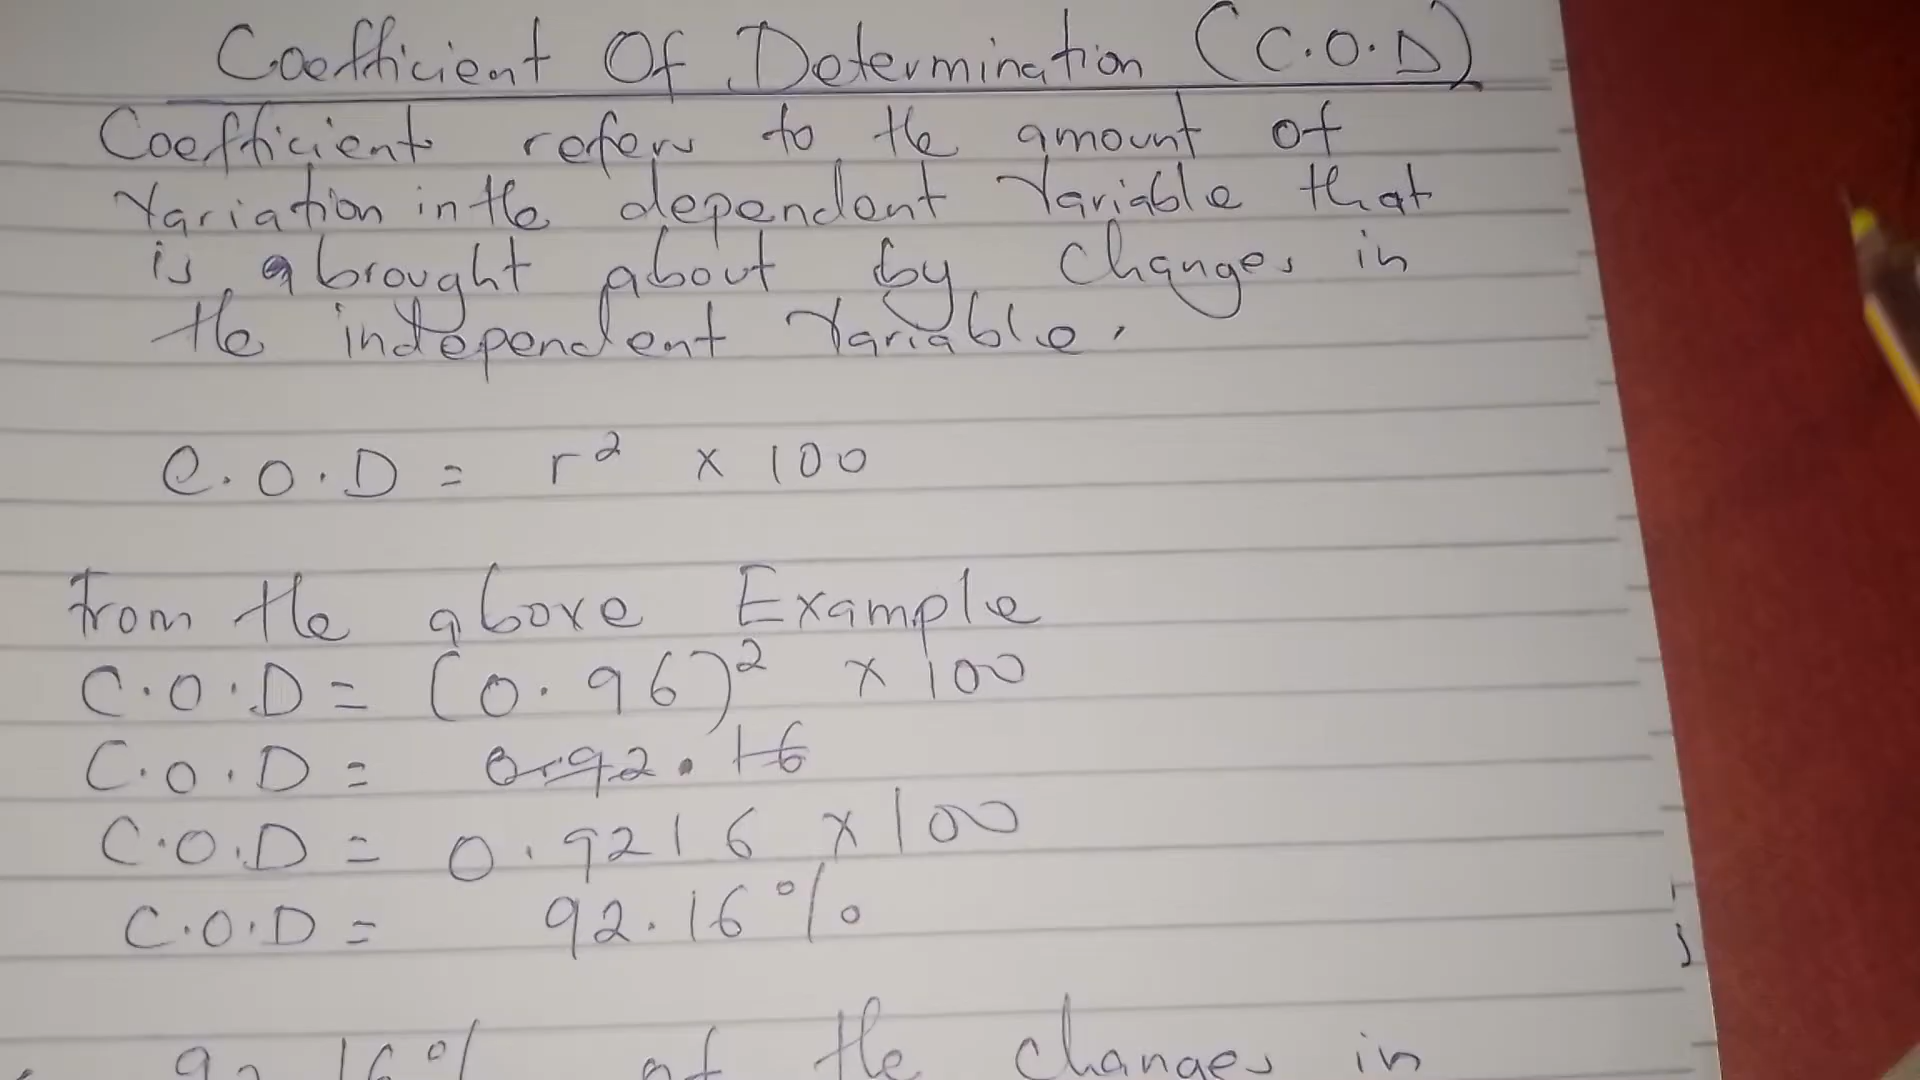 Coefficient Of Determination (C.O.D)
Coefficient refers to the amount of
Variation in the dependent Variable that
is a brought about by changes in
the independent Variable.
C.O.D = r² × 100
From the above Example
C.O.D = (0.96)² × 100
C.O.D = 0.92.16
C.O.D = 0.9216 × 100
C.O.D = 92.16%
92.16% of the changes in